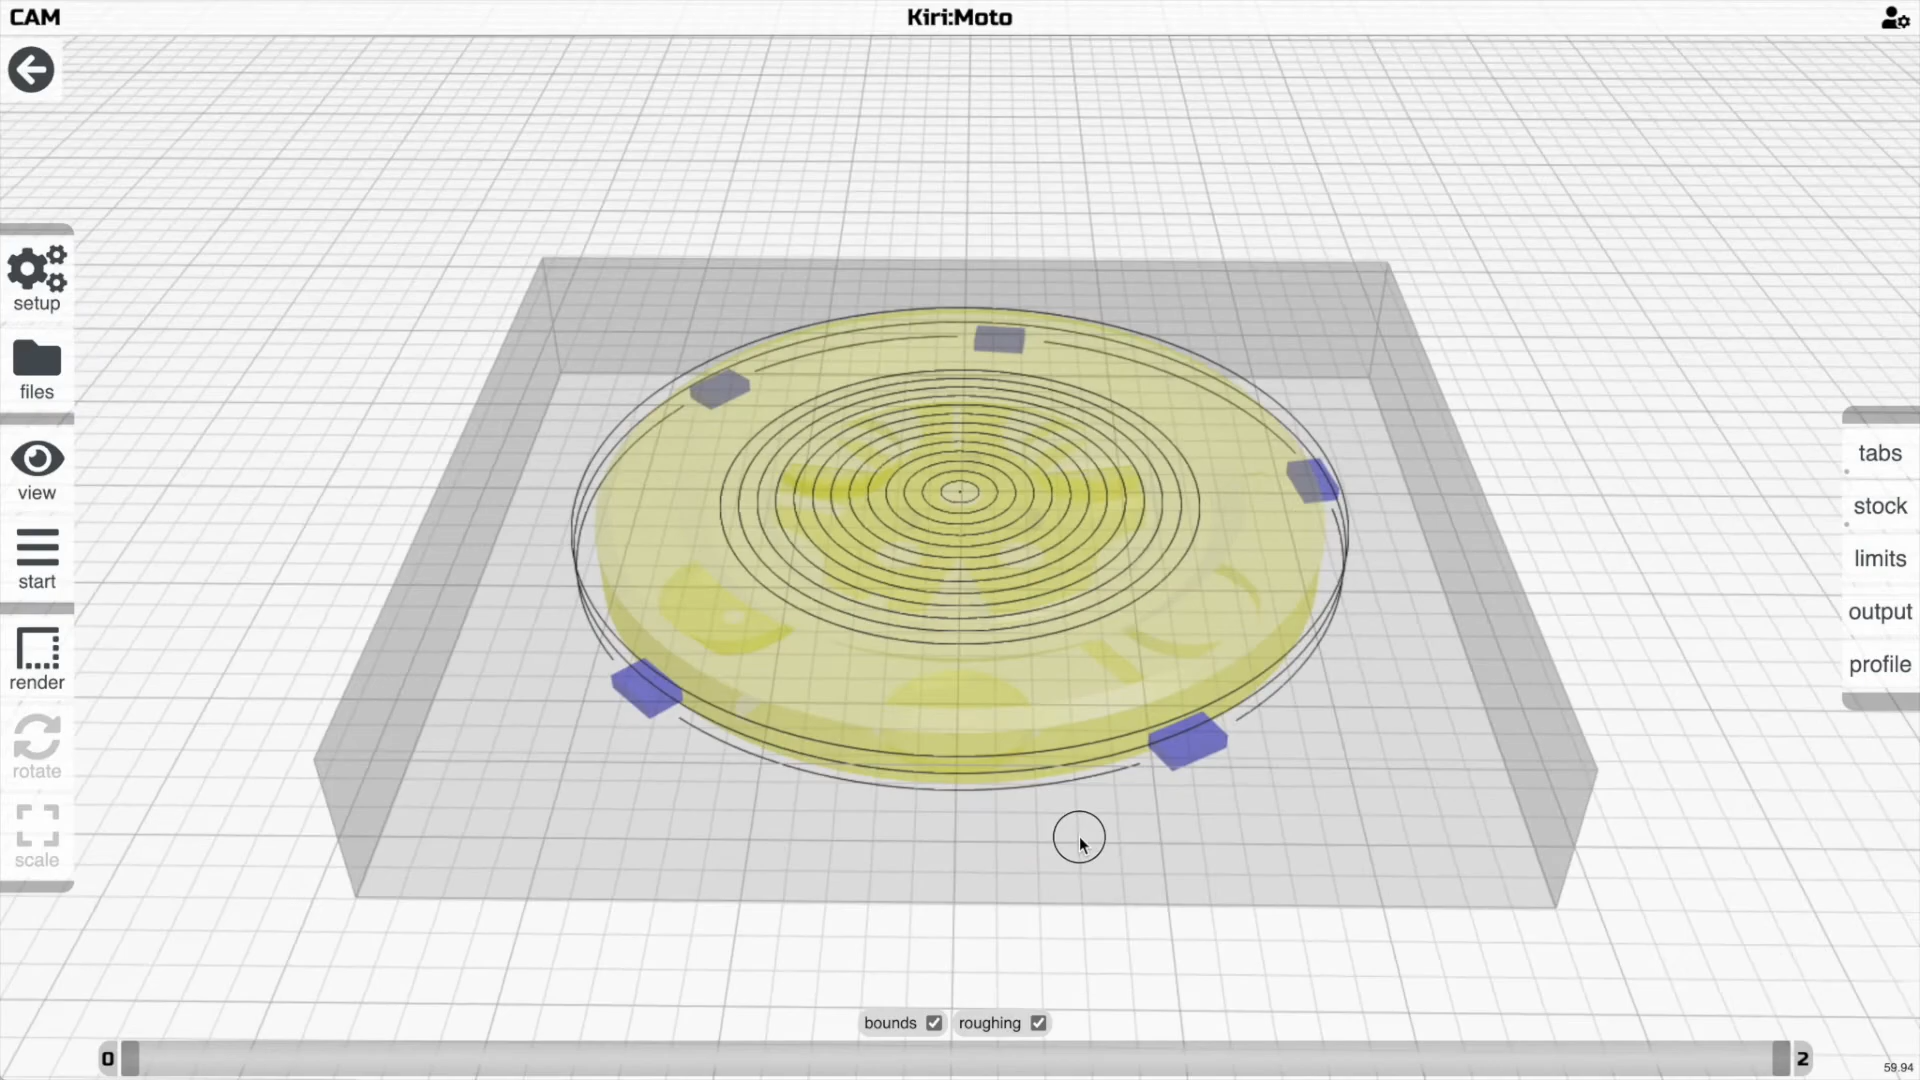 CAM
Kiri:Moto
setup
files
view
start
render
rotate
scale
tabs
stock
limits
output
profile
bounds
roughing
0
2
59.94